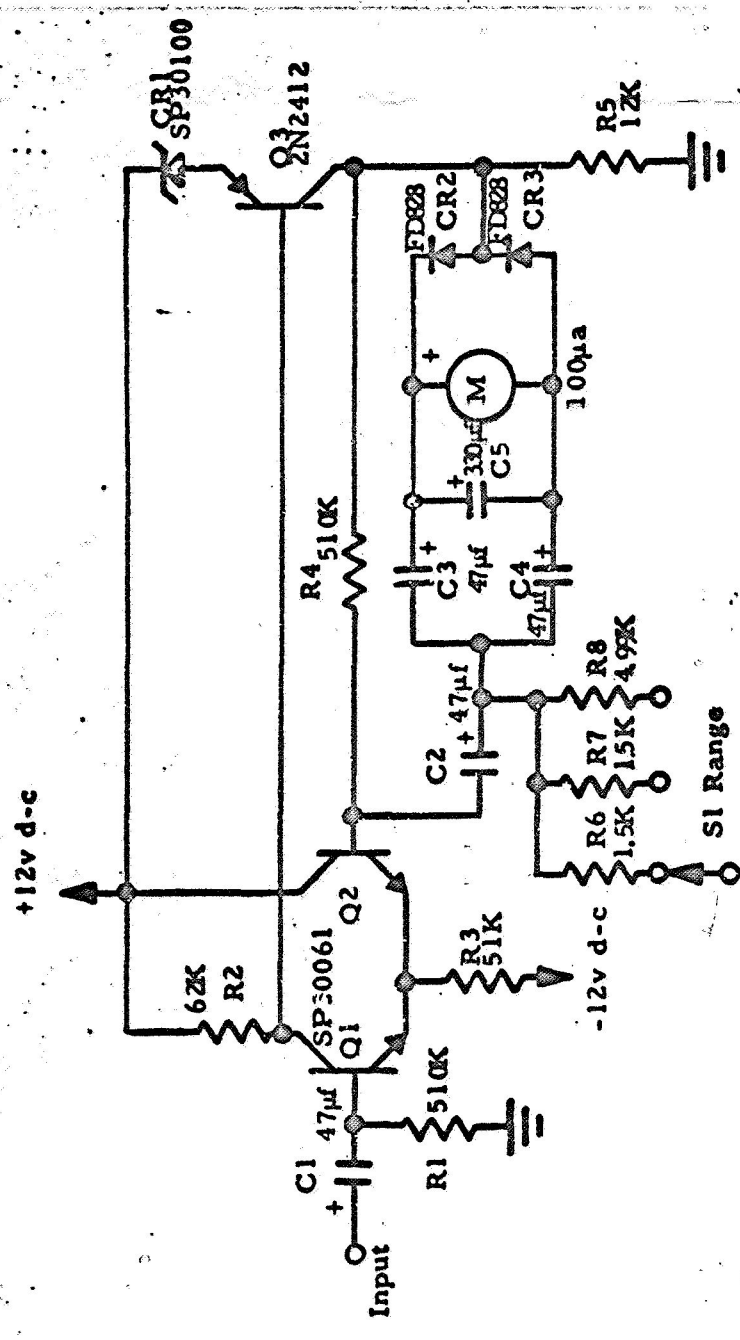 +12v d-c
CR1
SP30100
Q3
2N2412
62K
R2
SP30061
Q1
Q2
R4
510K
C1
+
47µf
Input
R1
510K
R3
51K
-12v d-c
C2
+
47µf
C3
+
47µf
C4
+
47µf
+
330µf
C5
+
M
100µa
FD828
CR2
FD828
CR3
R5
12K
R6
1.5K
R7
15K
R8
4.99K
S1 Range